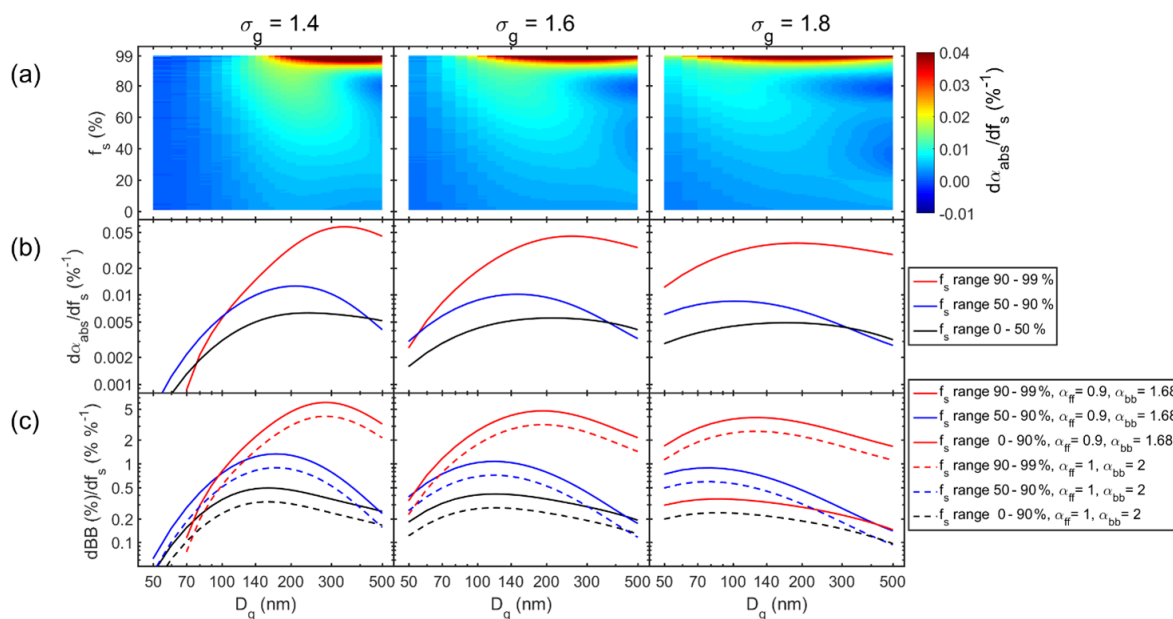 σg = 1.4 σg = 1.6 σg = 1.8
(a)
fs (%)
99
80
60
40
20
0
0.04
0.03
0.02
0.01
0.00
-0.01
dαabs/dfs (%-1)
(b)
dαabs/dfs (%-1)
0.05
0.02
0.01
0.005
0.002
0.001
fs range 90 - 99 %
fs range 50 - 90 %
fs range 0 - 50 %
(c)
dBB (%)/dfs (% %-1)
5
2
1
0.5
0.2
0.1
fs range 90 - 99%, αff= 0.9, αbb= 1.68
fs range 50 - 90%, αff= 0.9, αbb= 1.68
fs range 0 - 90%, αff= 0.9, αbb= 1.68
fs range 90 - 99%, αff= 1, αbb= 2
fs range 50 - 90%, αff= 1, αbb= 2
fs range 0 - 90%, αff= 1, αbb= 2
50 70 100 140 200 300 500 50 70 100 140 200 300 500 50 70 100 140 200 300 500
Dg (nm) Dg (nm) Dg (nm)